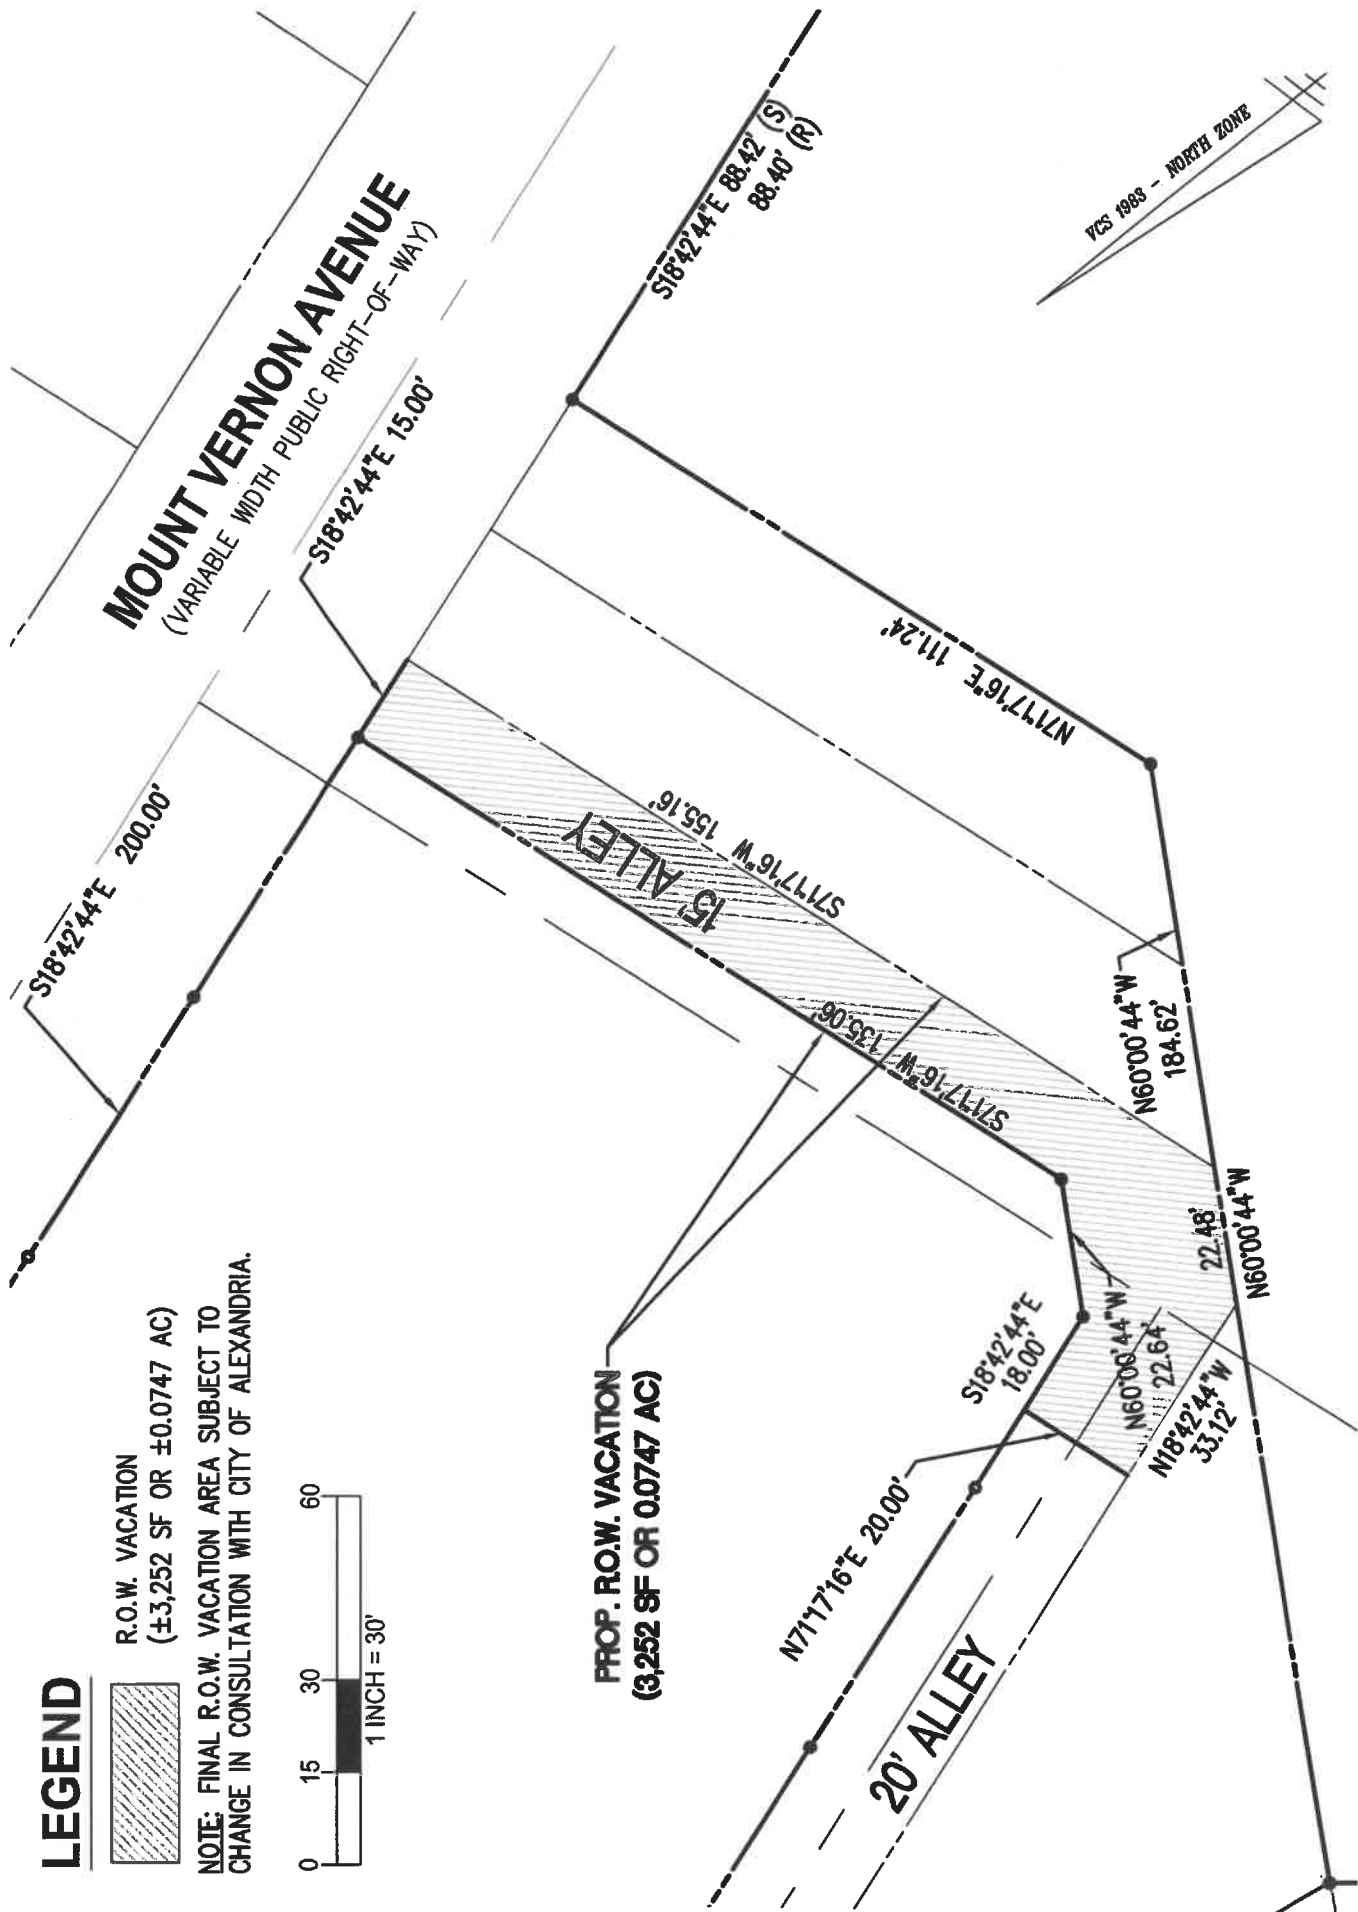 LEGEND
R.O.W. VACATION
(±3,252 SF OR ±0.0747 AC)
NOTE: FINAL R.O.W. VACATION AREA SUBJECT TO
CHANGE IN CONSULTATION WITH CITY OF ALEXANDRIA.
0 15 30 60
1 INCH = 30'
MOUNT VERNON AVENUE
(VARIABLE WIDTH PUBLIC RIGHT-OF-WAY)
S18°42'44"E 200.00'
S18°42'44"E 15.00'
S18°42'44"E 88.42' (S)
88.40' (R)
VCS 1983 - NORTH ZONE
N71°17'16"E 111.24'
15' ALLEY
S71°17'16"W 155.16'
S71°17'16"W 135.06'
PROP. R.O.W. VACATION
(3,252 SF OR 0.0747 AC)
N60°00'44"W
184.62'
22.48'
N60°00'44"W
S18°42'44"E
18.00'
N60°00'44"W
22.64'
N18°42'44"W
33.12'
N71°17'16"E 20.00'
20' ALLEY